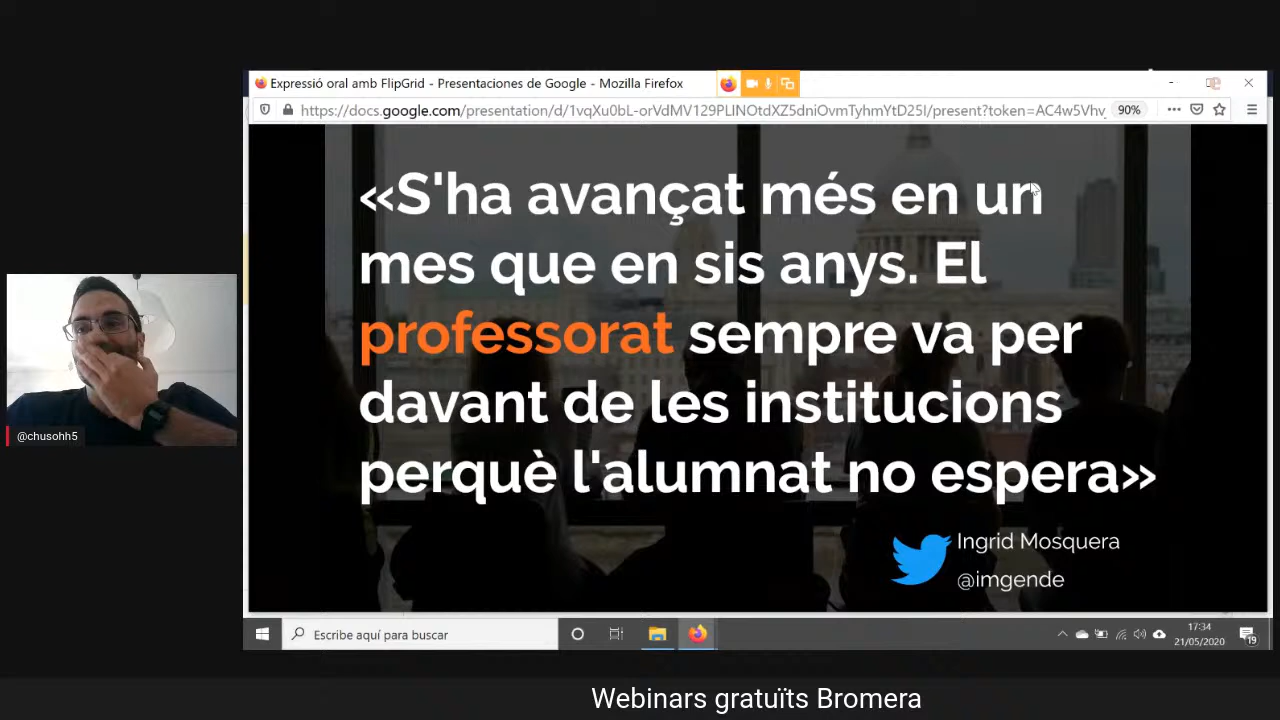 Expressió oral amb FlipGrid - Presentaciones de Google - Mozilla Firefox
https://docs.google.com/presentation/d/1vqXu0bL-orVdMV129PLlNOtdXZ5dniOvmTyhmYtD25I/present?token=AC4w5Vhv_
90%
«S'ha avançat més en un
mes que en sis anys. El
professorat sempre va per
davant de les institucions
perquè l'alumnat no espera»
Ingrid Mosquera
@imgende
@chusohh5
Escribe aquí para buscar
17:34
21/05/2020
19
Webinars gratuïts Bromera